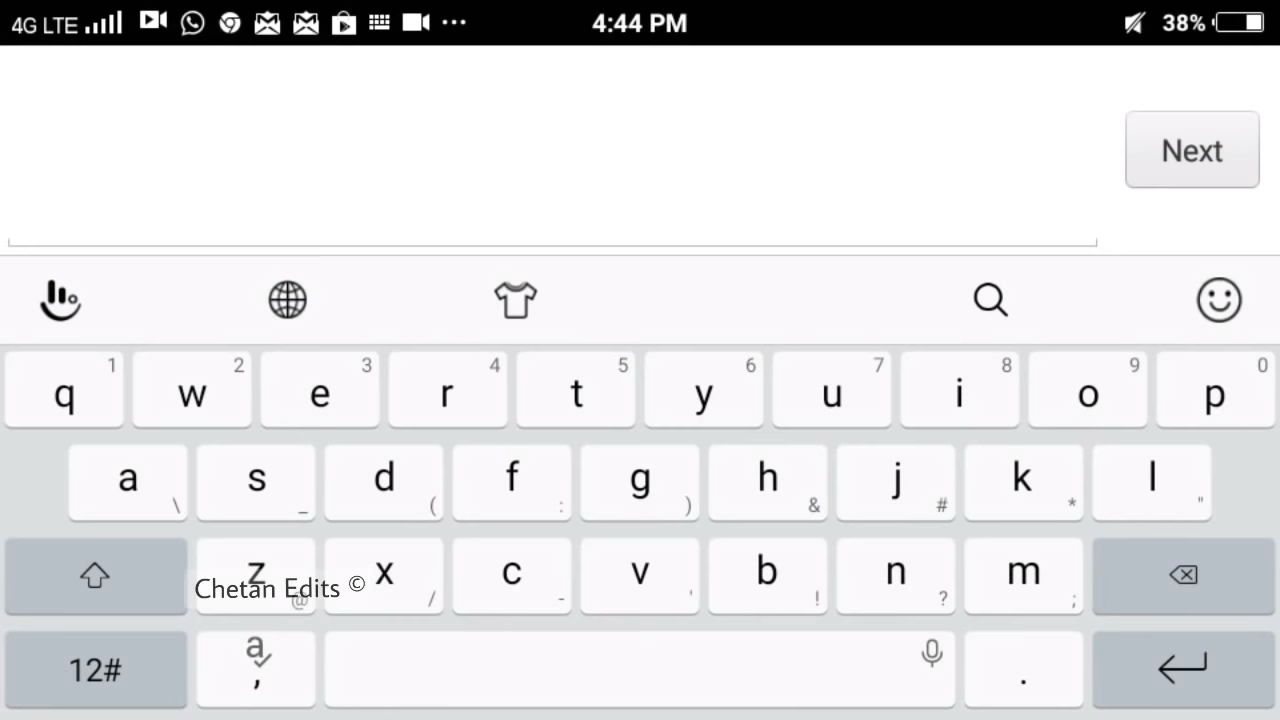 4G LTE 4:44 PM 38%
Next
1 2 3 4 5 6 7 8 9 0
q w e r t y u i o p
a s d f g h j k l
\ _ ( : ) & # * "
z x c v b n m
Chetan Edits ©
@ / - ' ! ? ;
12# a , .